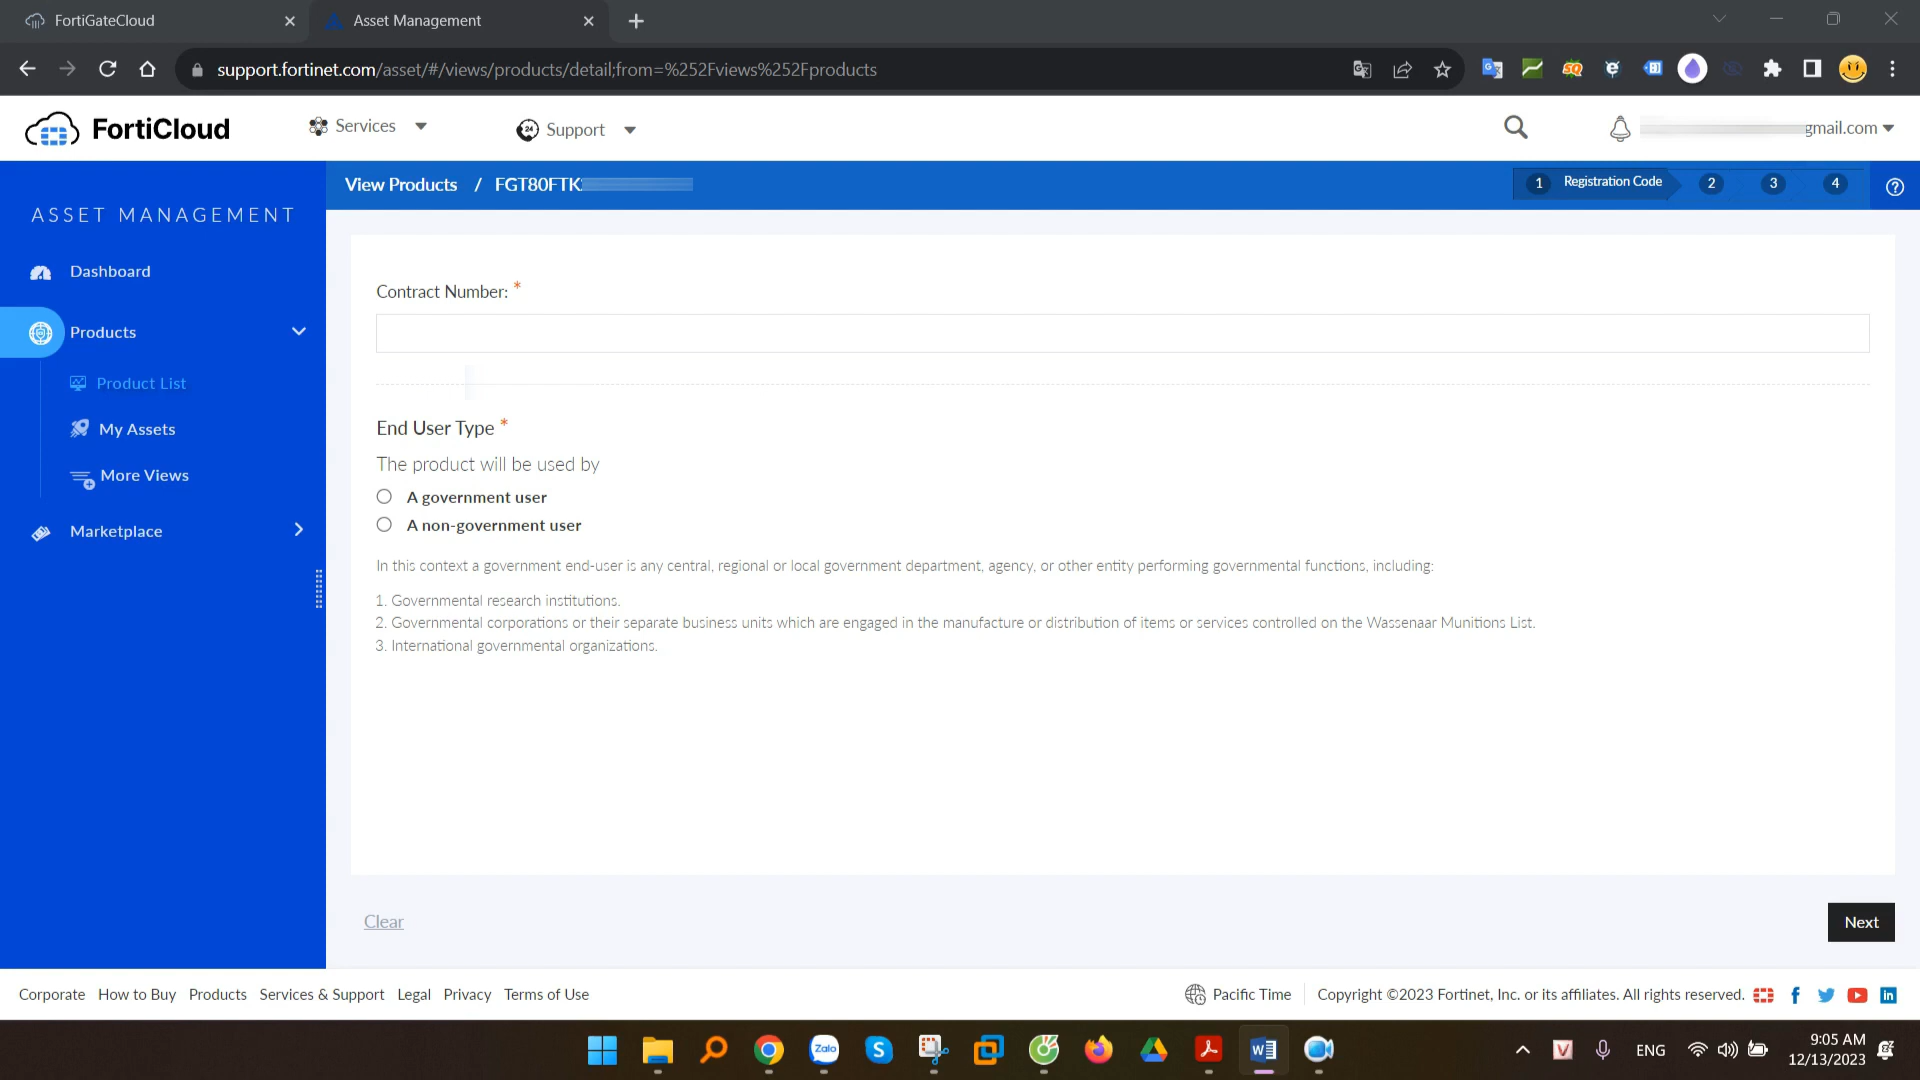 FortiGateCloud
Asset Management
support.fortinet.com/asset/#/views/products/detail;from=%252Fviews%252Fproducts
FortiCloud
Services
Support
gmail.com
View Products / FGT80FTK
1 Registration Code 2 3 4
ASSET MANAGEMENT
Dashboard
Products
Product List
My Assets
More Views
Marketplace
Contract Number: *
End User Type *
The product will be used by
A government user
A non-government user
In this context a government end-user is any central, regional or local government department, agency, or other entity performing governmental functions, including:
1. Governmental research institutions.
2. Governmental corporations or their separate business units which are engaged in the manufacture or distribution of items or services controlled on the Wassenaar Munitions List.
3. International governmental organizations.
Clear
Next
Corporate How to Buy Products Services & Support Legal Privacy Terms of Use
Pacific Time
Copyright ©2023 Fortinet, Inc. or its affiliates. All rights reserved.
Zalo
ENG
9:05 AM
12/13/2023